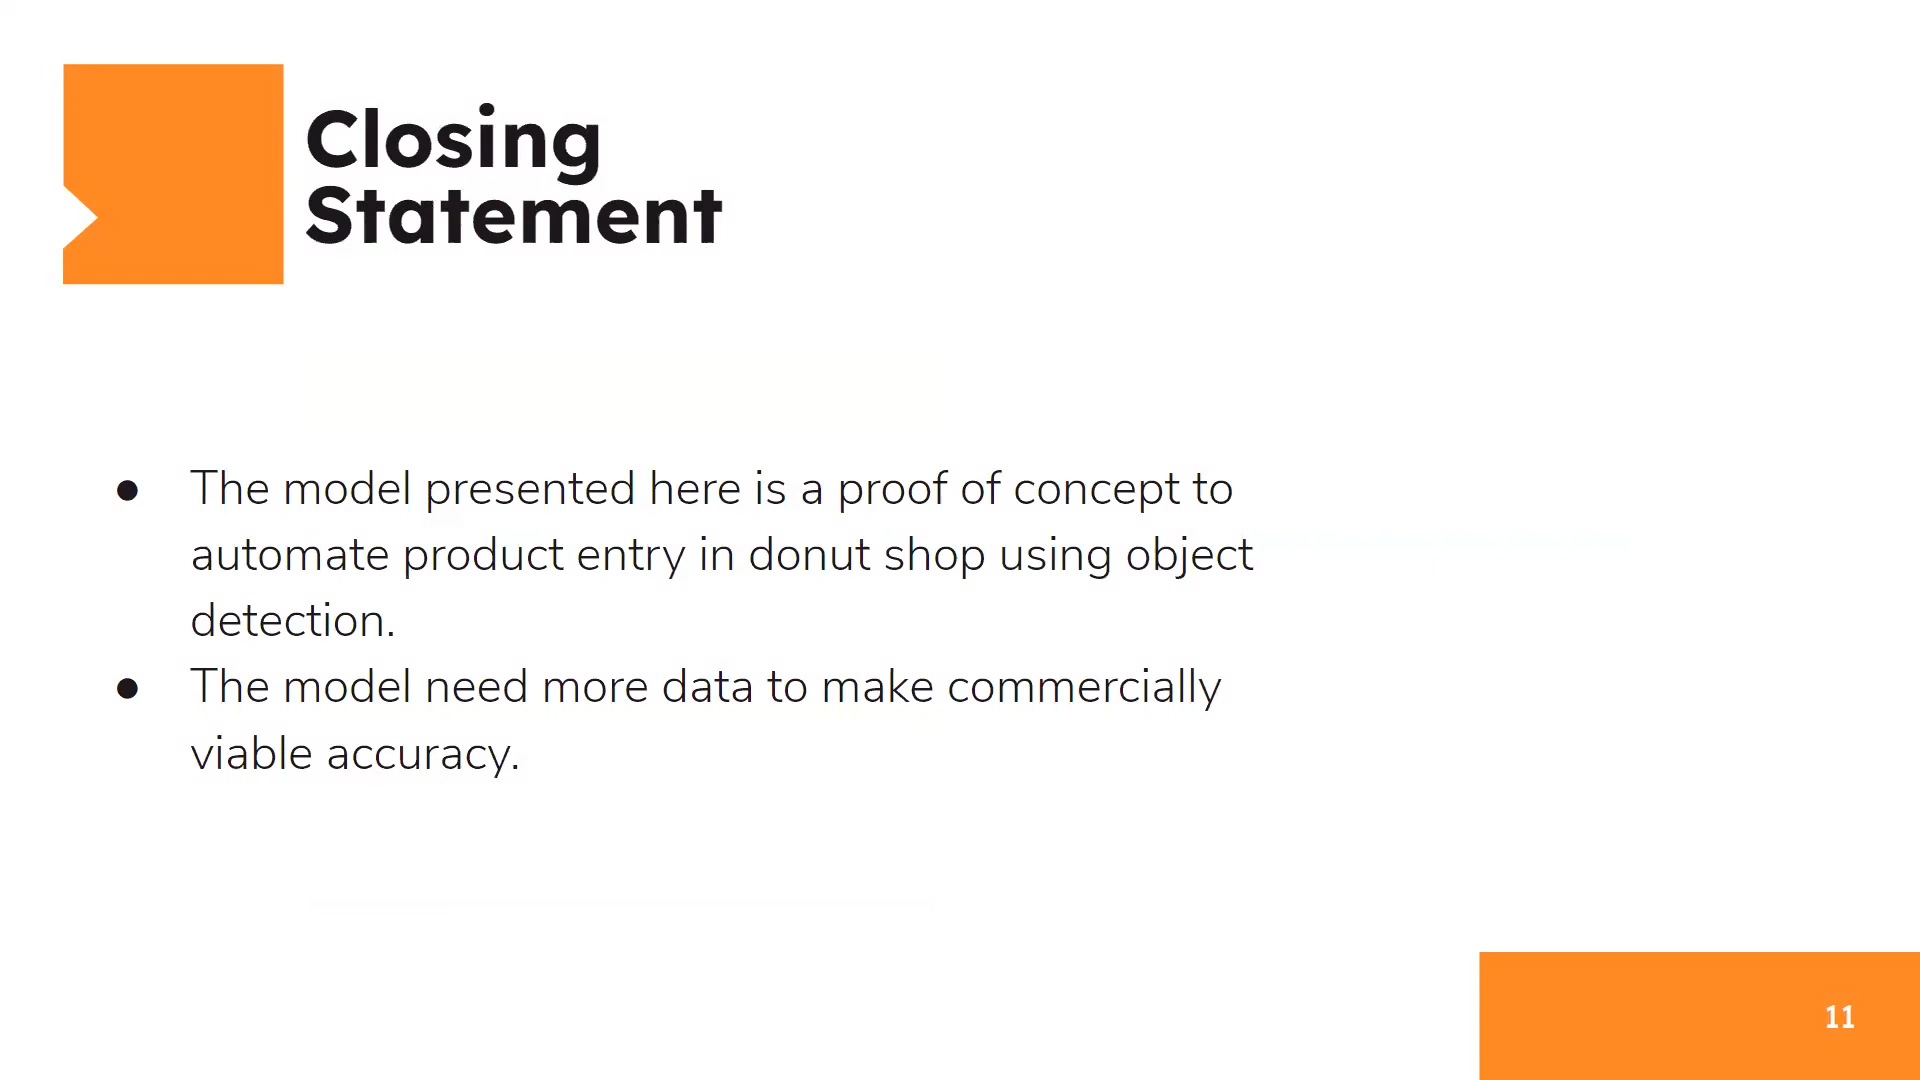 Closing
Statement
● The model presented here is a proof of concept to
automate product entry in donut shop using object
detection.
● The model need more data to make commercially
viable accuracy.
11